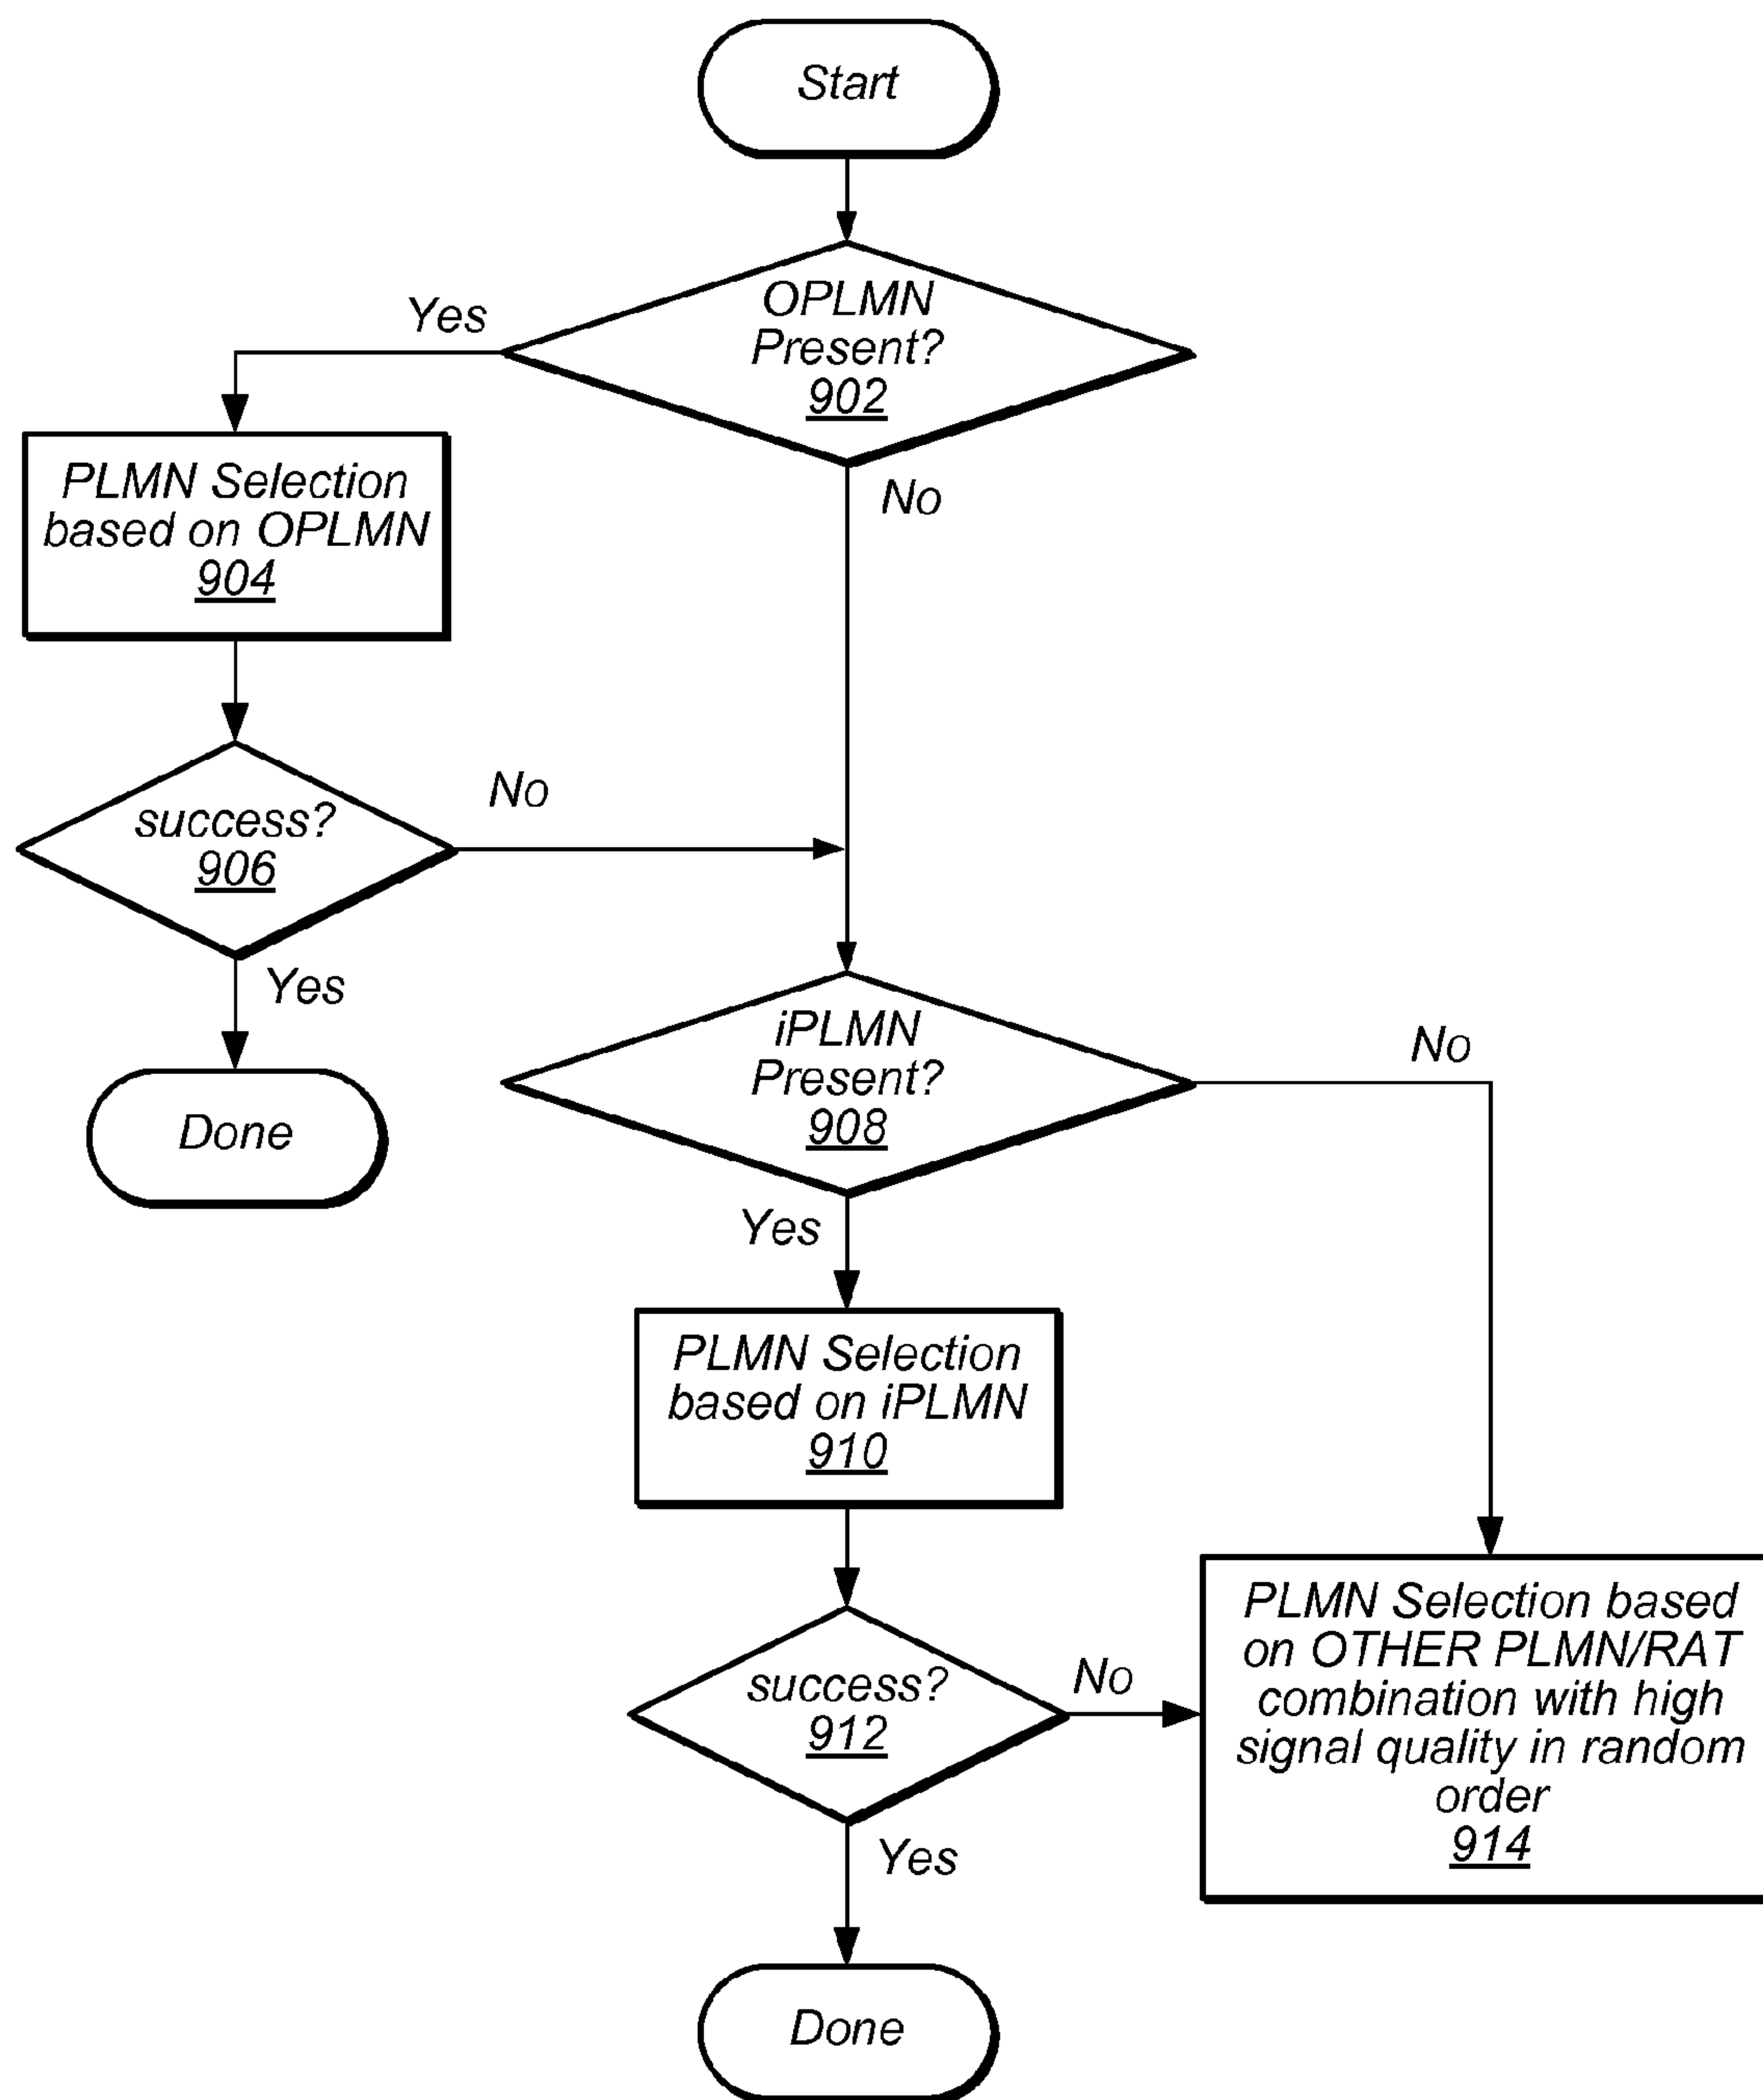 Start
OPLMN
Present?
902
Yes
No
PLMN Selection
based on OPLMN
904
success?
906
No
Yes
Done
iPLMN
Present?
908
No
Yes
PLMN Selection
based on iPLMN
910
success?
912
No
Yes
PLMN Selection based
on OTHER PLMN/RAT
combination with high
signal quality in random
order
914
Done